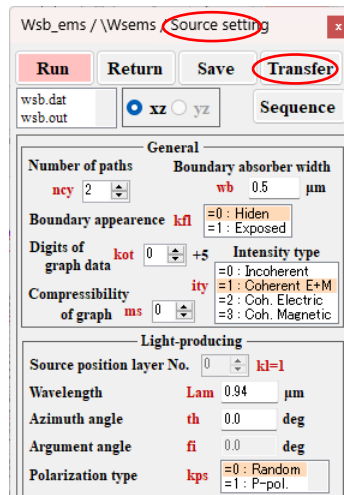 Wsb_ems / \Wsems / Source setting x
Run Return Save Transfer
wsb.dat
wsb.out
xz yz
Sequence
General
Number of paths Boundary absorber width
ncy 2 wb 0.5 μm
Boundary appearence kfl =0 : Hiden
=1 : Exposed
Digits of
graph data kot 0 +5 Intensity type
ity =0 : Incoherent
=1 : Coherent E+M
=2 : Coh. Electric
=3 : Coh. Magnetic
Compressibility
of graph ms 0
Light-producing
Source position layer No. 0 kl=1
Wavelength Lam 0.94 μm
Azimuth angle th 0.0 deg
Argument angle fi 0.0 deg
Polarization type kps =0 : Random
=1 : P-pol.